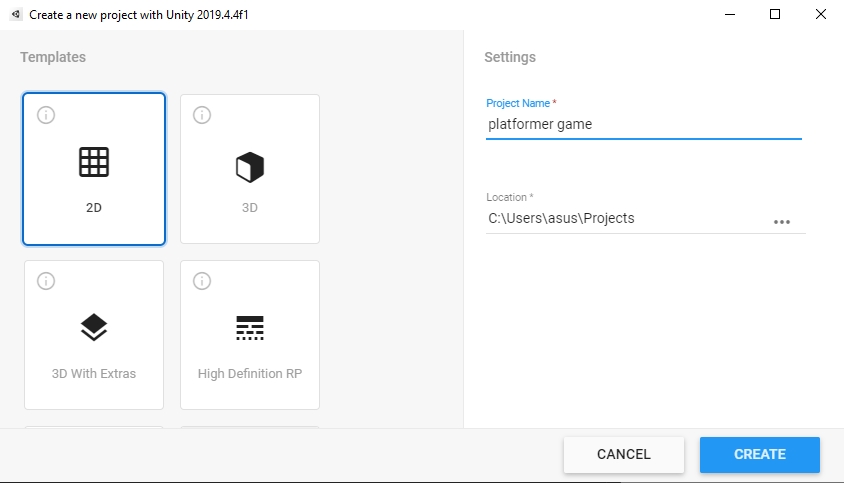 Create a new project with Unity 2019.4.4f1
Templates
2D
3D
3D With Extras
High Definition RP
Settings
Project Name *
platformer game
Location *
C:\Users\asus\Projects
CANCEL
CREATE